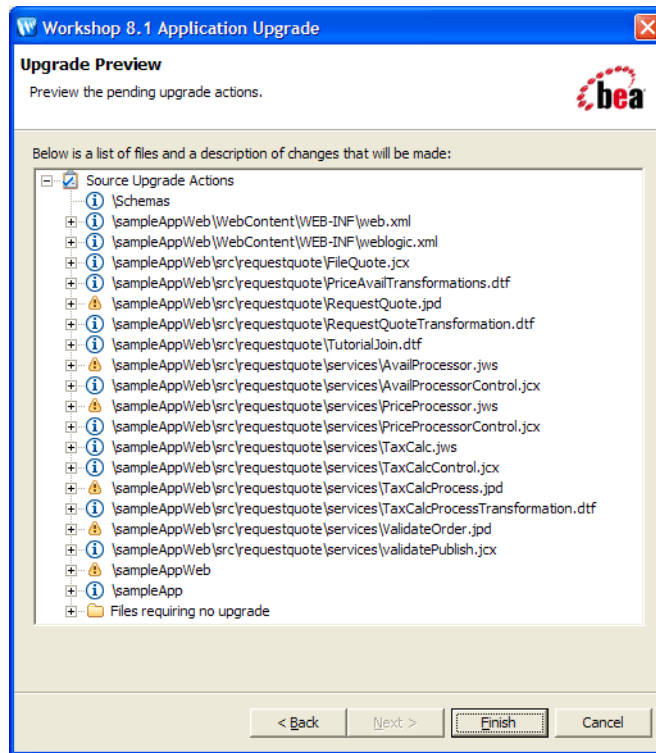 Workshop 8.1 Application Upgrade
Upgrade Preview
Preview the pending upgrade actions.
bea
Below is a list of files and a description of changes that will be made:
Source Upgrade Actions
\Schemas
\sampleAppWeb\WebContent\WEB-INF\web.xml
\sampleAppWeb\WebContent\WEB-INF\weblogic.xml
\sampleAppWeb\src\requestquote\FileQuote.jcx
\sampleAppWeb\src\requestquote\PriceAvailTransformations.dtf
\sampleAppWeb\src\requestquote\RequestQuote.jpd
\sampleAppWeb\src\requestquote\RequestQuoteTransformation.dtf
\sampleAppWeb\src\requestquote\TutorialJoin.dtf
\sampleAppWeb\src\requestquote\services\AvailProcessor.jws
\sampleAppWeb\src\requestquote\services\AvailProcessorControl.jcx
\sampleAppWeb\src\requestquote\services\PriceProcessor.jws
\sampleAppWeb\src\requestquote\services\PriceProcessorControl.jcx
\sampleAppWeb\src\requestquote\services\TaxCalc.jws
\sampleAppWeb\src\requestquote\services\TaxCalcControl.jcx
\sampleAppWeb\src\requestquote\services\TaxCalcProcess.jpd
\sampleAppWeb\src\requestquote\services\TaxCalcProcessTransformation.dtf
\sampleAppWeb\src\requestquote\services\ValidateOrder.jpd
\sampleAppWeb\src\requestquote\services\validatePublish.jcx
\sampleAppWeb
\sampleApp
Files requiring no upgrade
< Back Next > Finish Cancel